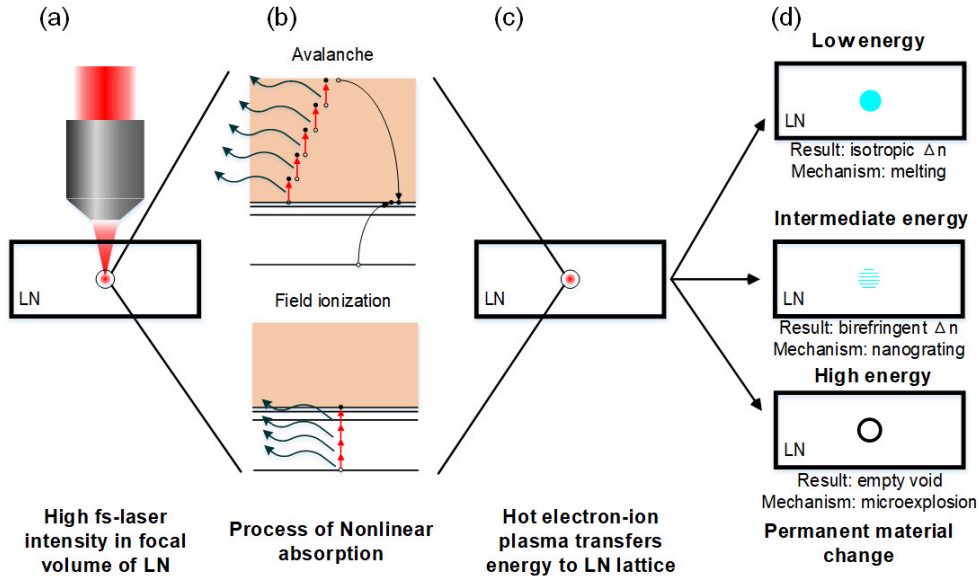 (a)
(b)
(c)
(d)
Avalanche
Field ionization
LN
LN
Low energy
LN
Result: isotropic Δn
Mechanism: melting
Intermediate energy
LN
Result: birefringent Δn
Mechanism: nanograting
High energy
LN
Result: empty void
Mechanism: microexplosion
High fs-laser
intensity in focal
volume of LN
Process of Nonlinear
absorption
Hot electron-ion
plasma transfers
energy to LN lattice
Permanent material
change